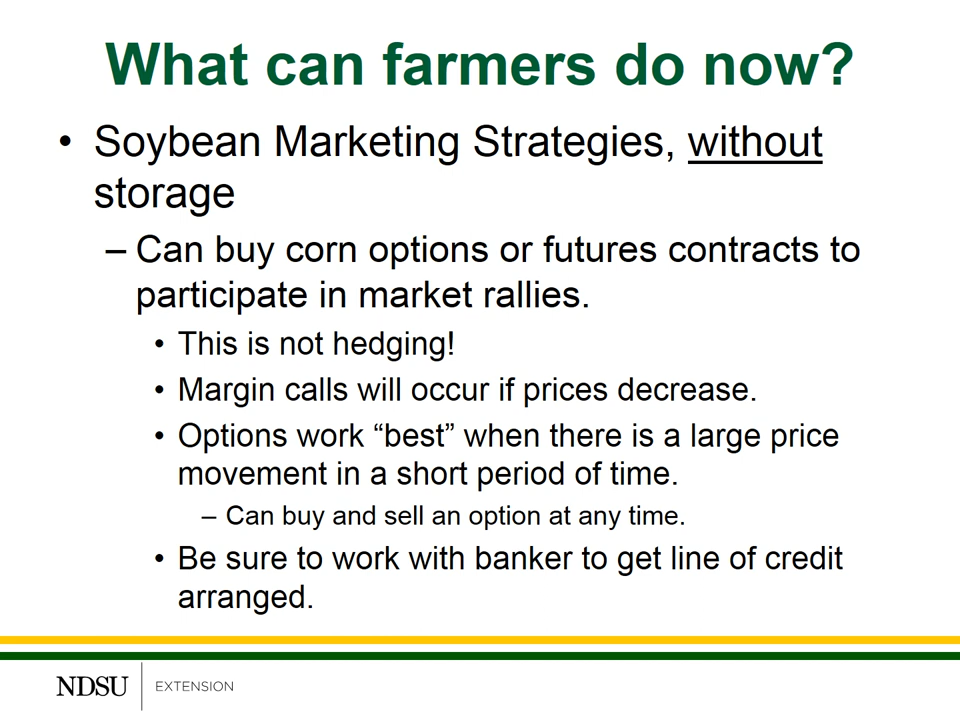 What can farmers do now?
• Soybean Marketing Strategies, without
storage
– Can buy corn options or futures contracts to
participate in market rallies.
• This is not hedging!
• Margin calls will occur if prices decrease.
• Options work “best” when there is a large price
movement in a short period of time.
– Can buy and sell an option at any time.
• Be sure to work with banker to get line of credit
arranged.
NDSU EXTENSION